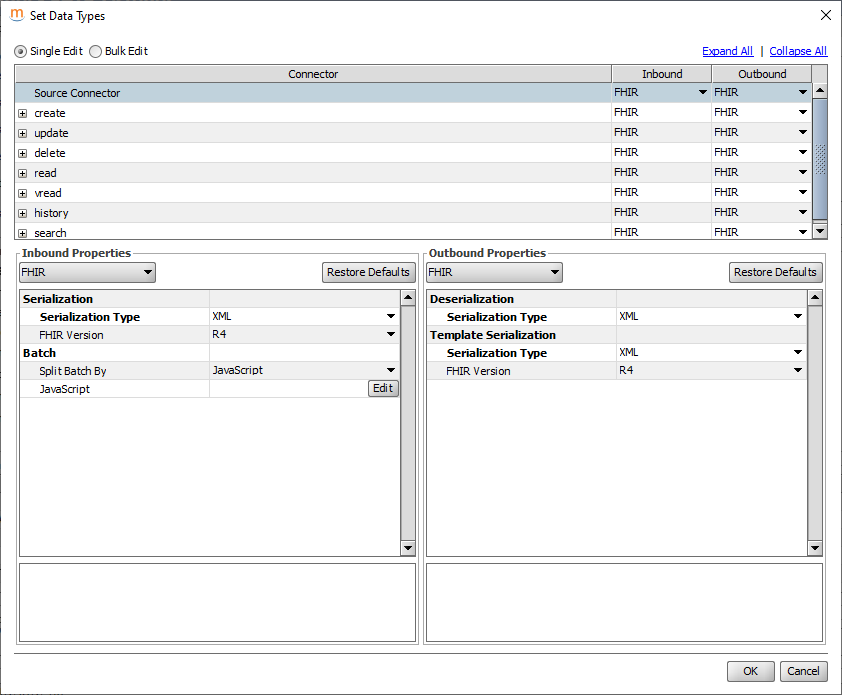 m Set Data Types
Single Edit Bulk Edit Expand All | Collapse All
Connector Inbound Outbound
Source Connector FHIR FHIR
create FHIR FHIR
update FHIR FHIR
delete FHIR FHIR
read FHIR FHIR
vread FHIR FHIR
history FHIR FHIR
search FHIR FHIR
Inbound Properties
FHIR Restore Defaults
Serialization
Serialization Type XML
FHIR Version R4
Batch
Split Batch By JavaScript
JavaScript Edit
Outbound Properties
FHIR Restore Defaults
Deserialization
Serialization Type XML
Template Serialization
Serialization Type XML
FHIR Version R4
OK Cancel